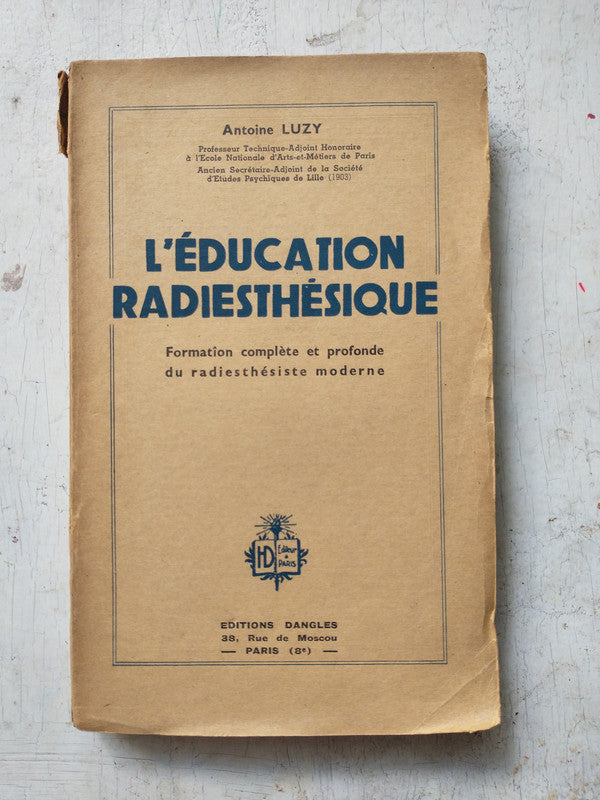 Antoine LUZY
Professeur Technique-Adjoint Honoraire
à l'Ecole Nationale d'Arts-et-Métiers de Paris
Ancien Secrétaire-Adjoint de la Société
d'Etudes Psychiques de Lille (1903)
L'ÉDUCATION
RADIESTHÉSIQUE
Formation complète et profonde
du radiesthésiste moderne
HD Editeur
à
PARIS
EDITIONS DANGLES
38, Rue de Moscou
— PARIS (8e) —